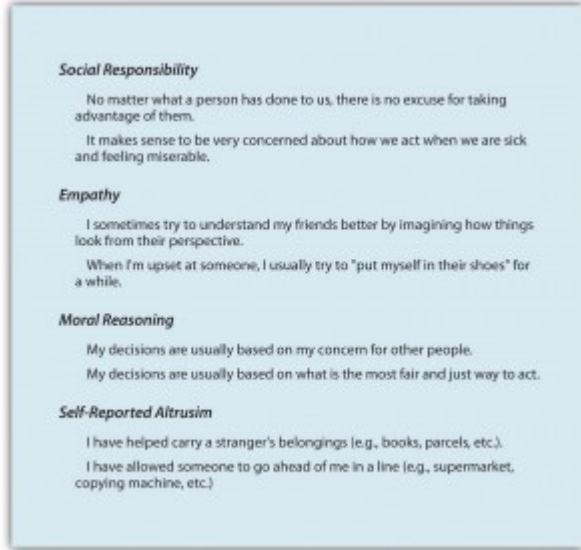 Social Responsibility
No matter what a person has done to us, there is no excuse for taking
advantage of them.
It makes sense to be very concerned about how we act when we are sick
and feeling miserable.
Empathy
I sometimes try to understand my friends better by imagining how things
look from their perspective.
When I'm upset at someone, I usually try to "put myself in their shoes" for
a while.
Moral Reasoning
My decisions are usually based on my concern for other people.
My decisions are usually based on what is the most fair and just way to act.
Self-Reported Altrusim
I have helped carry a stranger's belongings (e.g., books, parcels, etc.).
I have allowed someone to go ahead of me in a line (e.g., supermarket,
copying machine, etc.)